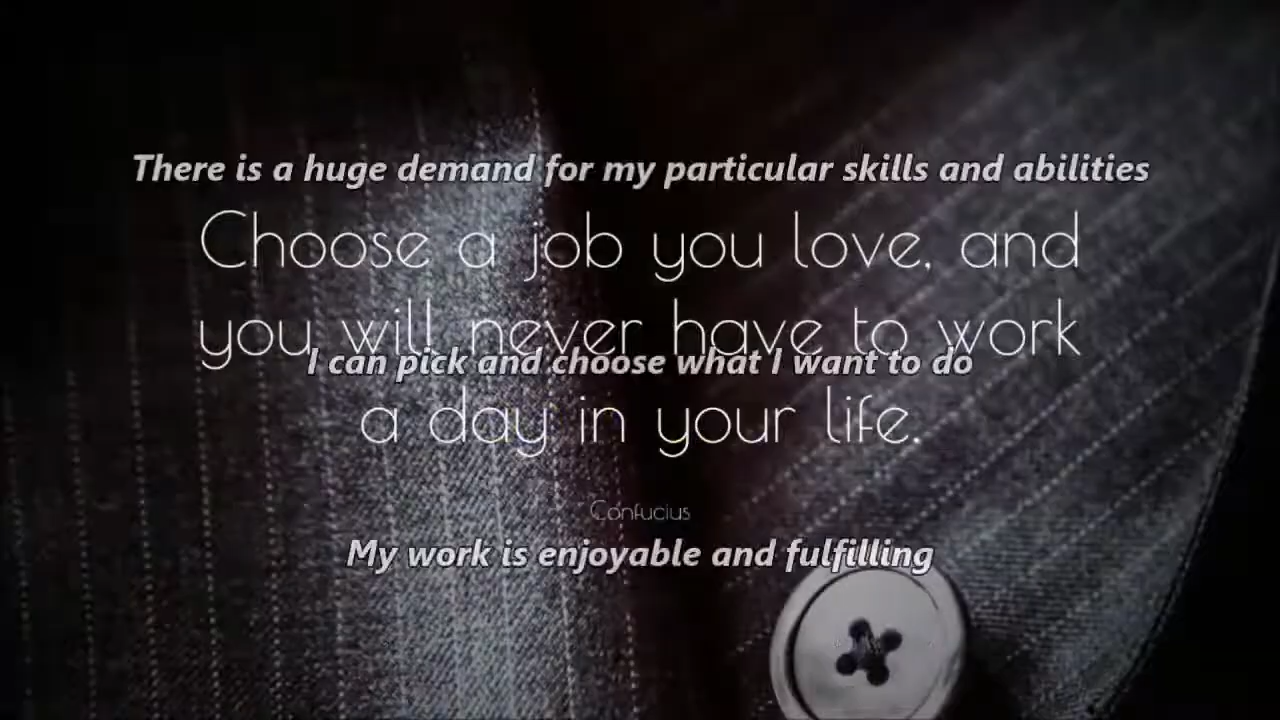 There is a huge demand for my particular skills and abilities
Choose a job you love, and
you will never have to work
I can pick and choose what I want to do
a day in your life.
Confucius
My work is enjoyable and fulfilling